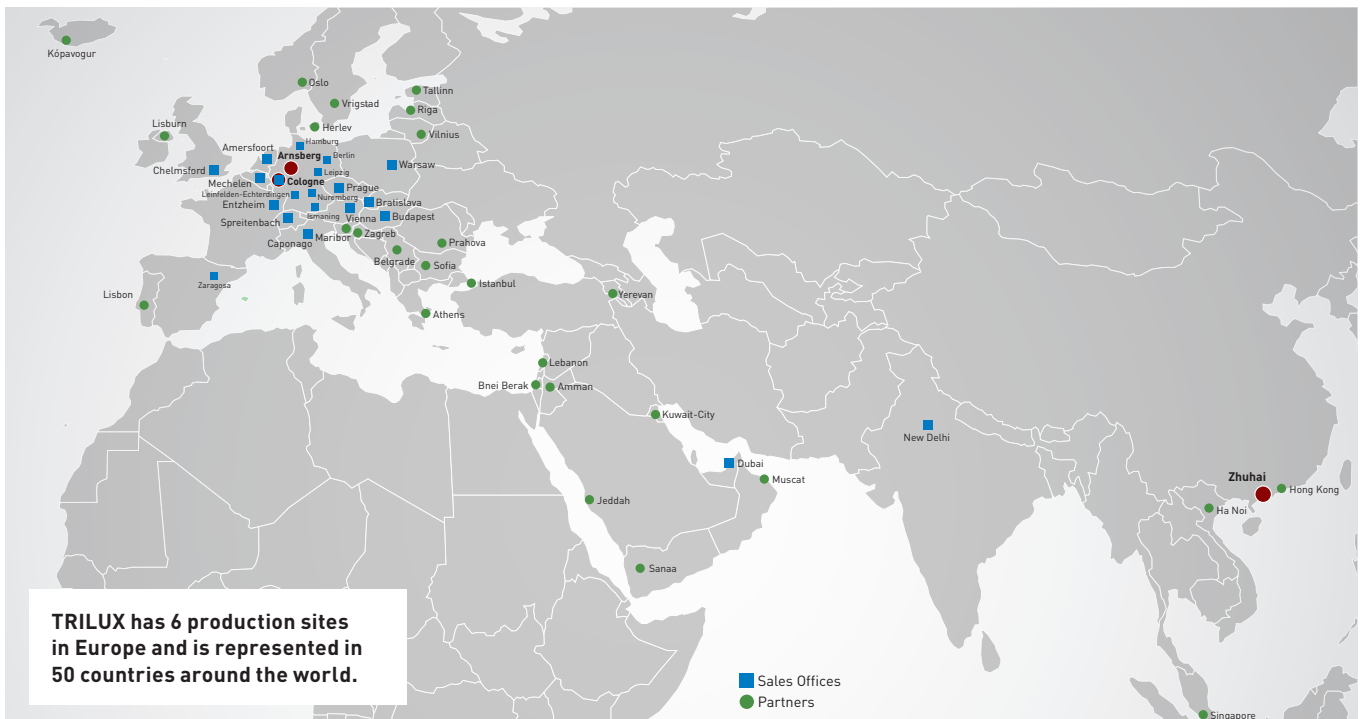 Kópavogur
Oslo
Tallinn
Vrigstad
Riga
Lisburn
Herlev
Vilnius
Hamburg
Amersfoort
Arnsberg
Berlin
Chelmsford
Warsaw
Leipzig
Mechelen
Cologne
Prague
Leinfelden-Echterdingen
Nuremberg
Entzheim
Bratislava
Ismaning
Vienna
Budapest
Spreitenbach
Caponago
Maribor
Zagreb
Prahova
Belgrade
Sofia
Zaragosa
Istanbul
Lisbon
Yerevan
Athens
Lebanon
Bnei Berak
Amman
Kuwait-City
New Delhi
Dubai
Muscat
Zhuhai
Hong Kong
Jeddah
Ha Noi
Sanaa
TRILUX has 6 production sites
in Europe and is represented in
50 countries around the world.
Sales Offices
Partners
Singapore